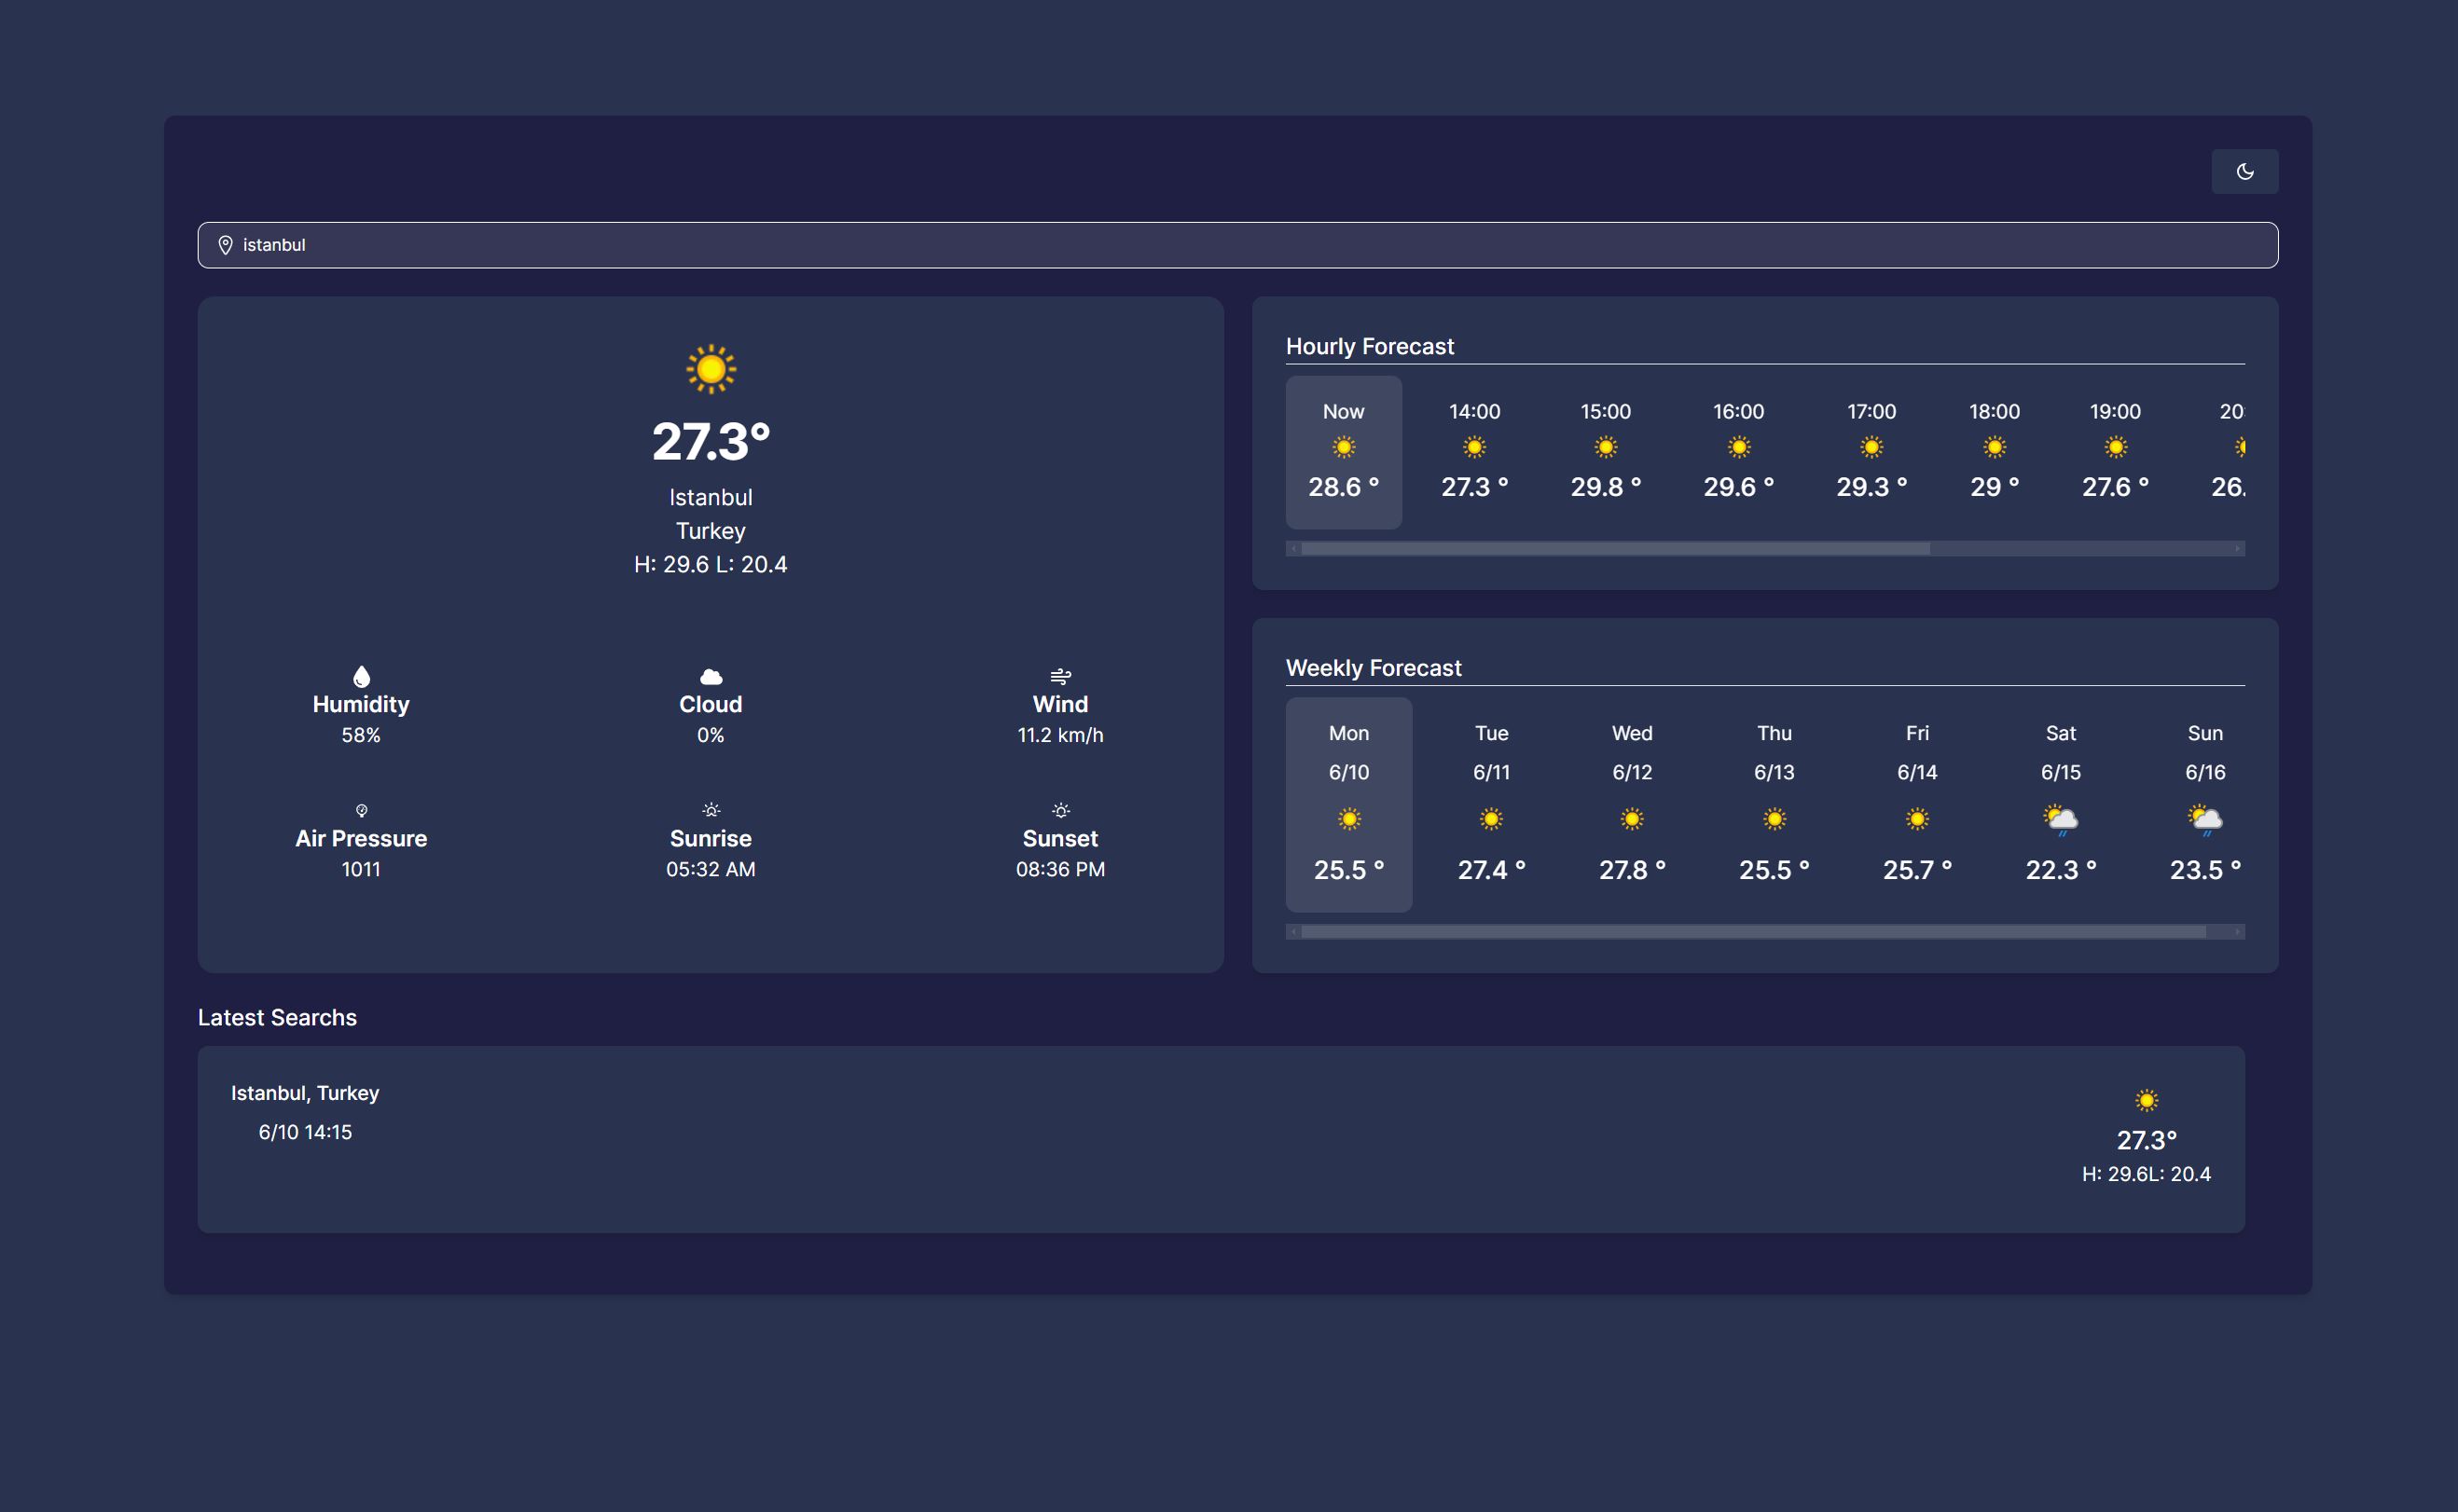 istanbul
27.3°
Istanbul
Turkey
H: 29.6 L: 20.4
Humidity Cloud Wind
58% 0% 11.2 km/h
Air Pressure Sunrise Sunset
1011 05:32 AM 08:36 PM
Hourly Forecast
Now 14:00 15:00 16:00 17:00 18:00 19:00 20:
28.6 ° 27.3 ° 29.8 ° 29.6 ° 29.3 ° 29 ° 27.6 ° 26.
Weekly Forecast
Mon Tue Wed Thu Fri Sat Sun
6/10 6/11 6/12 6/13 6/14 6/15 6/16
25.5 ° 27.4 ° 27.8 ° 25.5 ° 25.7 ° 22.3 ° 23.5 °
Latest Searchs
Istanbul, Turkey
6/10 14:15
27.3°
H: 29.6L: 20.4